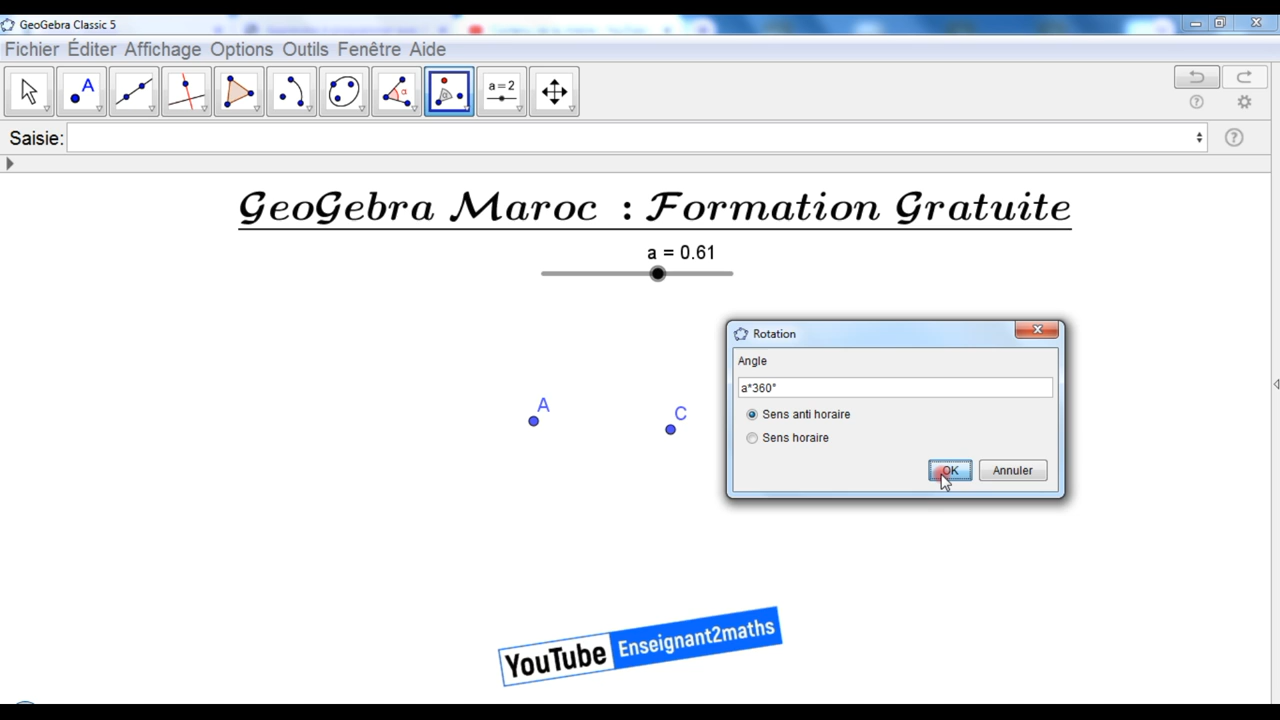 GeoGebra Classic 5
Fichier Éditer Affichage Options Outils Fenêtre Aide
A
α
a = 2
Saisie:
GeoGebra Maroc : Formation Gratuite
a = 0.61
Rotation
Angle
a*360°
Sens anti horaire
Sens horaire
OK Annuler
A
C
YouTube Enseignant2maths